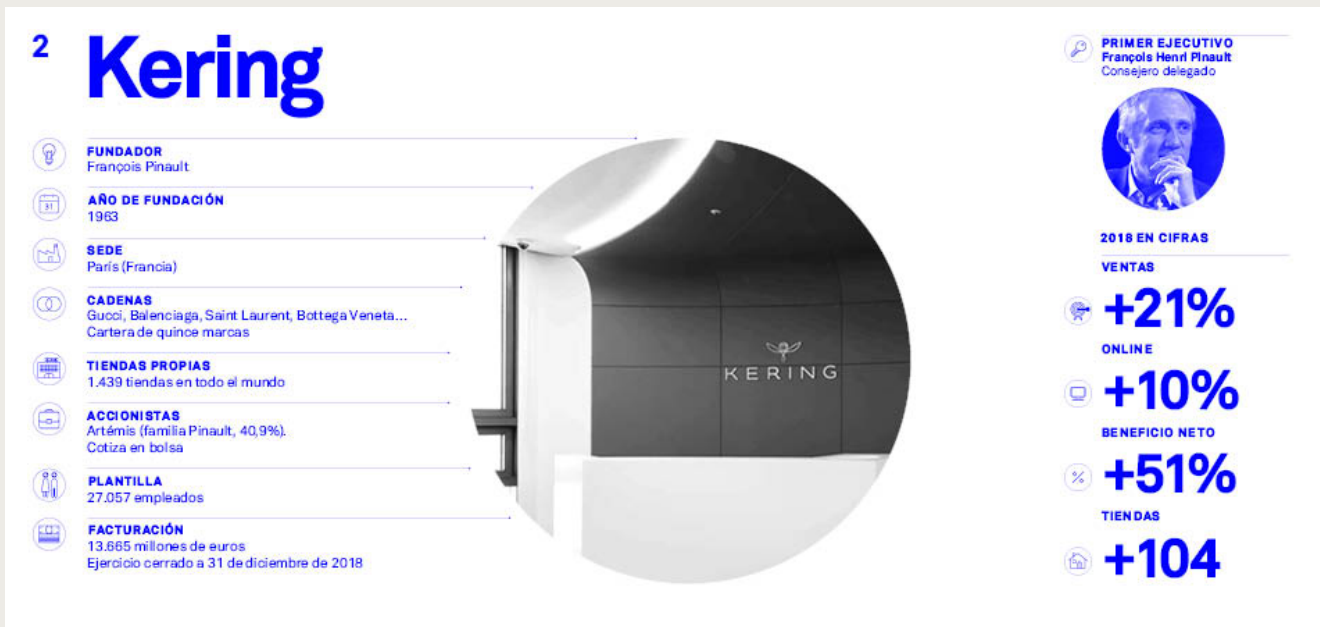 2
Kering
FUNDADOR
François Pinault
AÑO DE FUNDACIÓN
1963
SEDE
París (Francia)
CADENAS
Gucci, Balenciaga, Saint Laurent, Bottega Veneta...
Cartera de quince marcas
TIENDAS PROPIAS
1.439 tiendas en todo el mundo
ACCIONISTAS
Artémis (familia Pinault, 40,9%).
Cotiza en bolsa
PLANTILLA
27.057 empleados
FACTURACIÓN
13.665 millones de euros
Ejercicio cerrado a 31 de diciembre de 2018
KERING
PRIMER EJECUTIVO
François Henri Pinault
Consejero delegado
2018 EN CIFRAS
VENTAS
+21%
ONLINE
+10%
BENEFICIO NETO
+51%
TIENDAS
+104